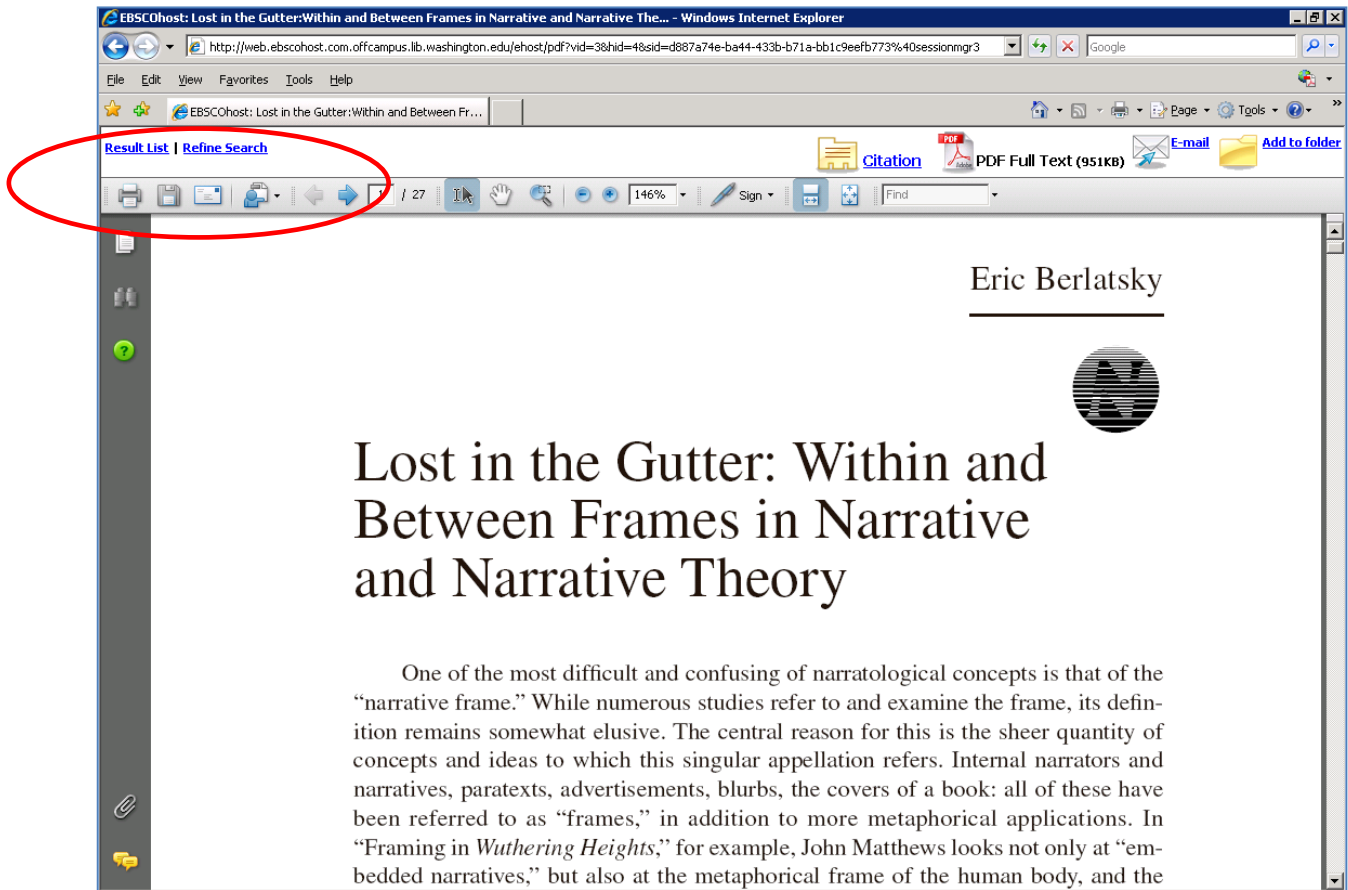 EBSCOhost: Lost in the Gutter:Within and Between Frames in Narrative and Narrative The... - Windows Internet Explorer
http://web.ebscohost.com.offcampus.lib.washington.edu/ehost/pdf?vid=3&hid=4&sid=d887a74e-ba44-433b-b71a-bb1c9eefb773%40sessionmgr3 Google
File Edit View Favorites Tools Help
EBSCOhost: Lost in the Gutter:Within and Between Fr... Page Tools
Result List | Refine Search Citation PDF PDF Full Text (951KB) E-mail Add to folder
1 / 27 146% Sign Find
Eric Berlatsky
N
Lost in the Gutter: Within and
Between Frames in Narrative
and Narrative Theory
One of the most difficult and confusing of narratological concepts is that of the
“narrative frame.” While numerous studies refer to and examine the frame, its defin-
ition remains somewhat elusive. The central reason for this is the sheer quantity of
concepts and ideas to which this singular appellation refers. Internal narrators and
narratives, paratexts, advertisements, blurbs, the covers of a book: all of these have
been referred to as “frames,” in addition to more metaphorical applications. In
“Framing in Wuthering Heights,” for example, John Matthews looks not only at “em-
bedded narratives,” but also at the metaphorical frame of the human body, and the